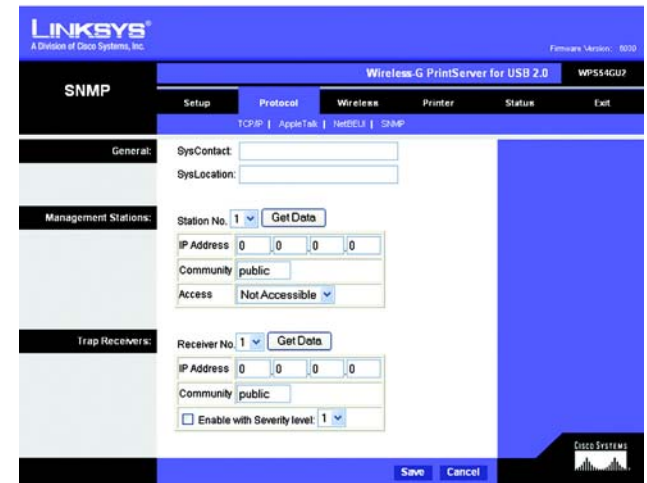 LINKSYS®
A Division of Cisco Systems, Inc.
Firmware Version: 6030
Wireless-G PrintServer for USB 2.0 WPS54GU2
SNMP
Setup Protocol Wireless Printer Status Exit
TCP/IP | AppleTalk | NetBEUI | SNMP
General:
SysContact:
SysLocation:
Management Stations:
Station No. 1 Get Data
IP Address 0 .0 .0 .0
Community public
Access Not Accessible
Trap Receivers:
Receiver No. 1 Get Data
IP Address 0 .0 .0 .0
Community public
Enable with Severity level: 1
CISCO SYSTEMS
Save Cancel